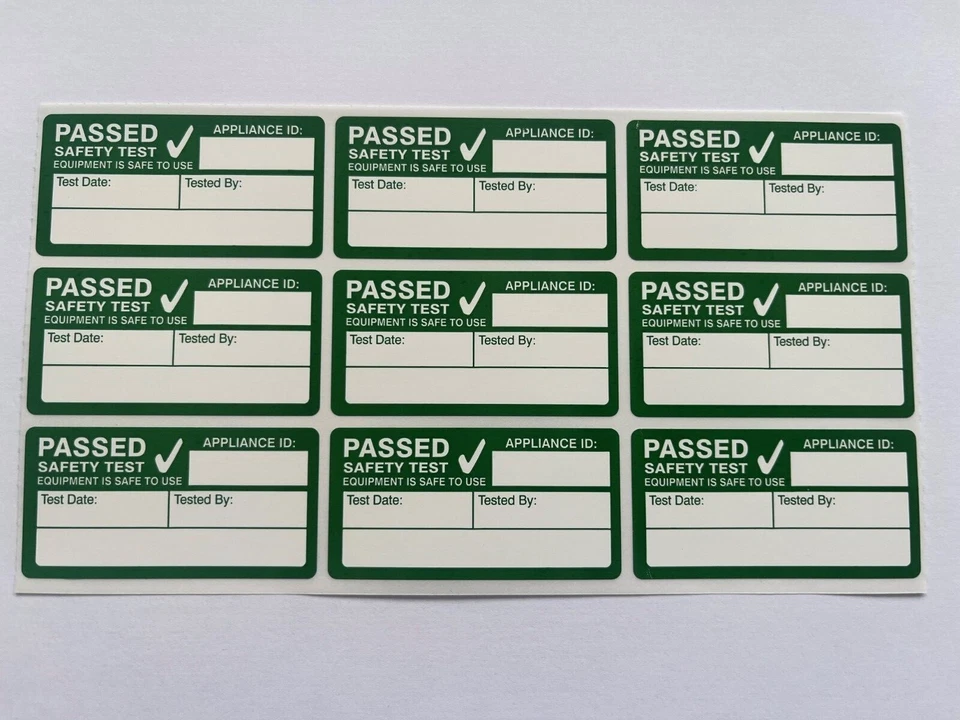 PASSED ✓ APPLIANCE ID:
SAFETY TEST
EQUIPMENT IS SAFE TO USE
Test Date: Tested By:
PASSED ✓ APPLIANCE ID:
SAFETY TEST
EQUIPMENT IS SAFE TO USE
Test Date: Tested By:
PASSED ✓ APPLIANCE ID:
SAFETY TEST
EQUIPMENT IS SAFE TO USE
Test Date: Tested By:
PASSED ✓ APPLIANCE ID:
SAFETY TEST
EQUIPMENT IS SAFE TO USE
Test Date: Tested By:
PASSED ✓ APPLIANCE ID:
SAFETY TEST
EQUIPMENT IS SAFE TO USE
Test Date: Tested By:
PASSED ✓ APPLIANCE ID:
SAFETY TEST
EQUIPMENT IS SAFE TO USE
Test Date: Tested By:
PASSED ✓ APPLIANCE ID:
SAFETY TEST
EQUIPMENT IS SAFE TO USE
Test Date: Tested By:
PASSED ✓ APPLIANCE ID:
SAFETY TEST
EQUIPMENT IS SAFE TO USE
Test Date: Tested By:
PASSED ✓ APPLIANCE ID:
SAFETY TEST
EQUIPMENT IS SAFE TO USE
Test Date: Tested By: